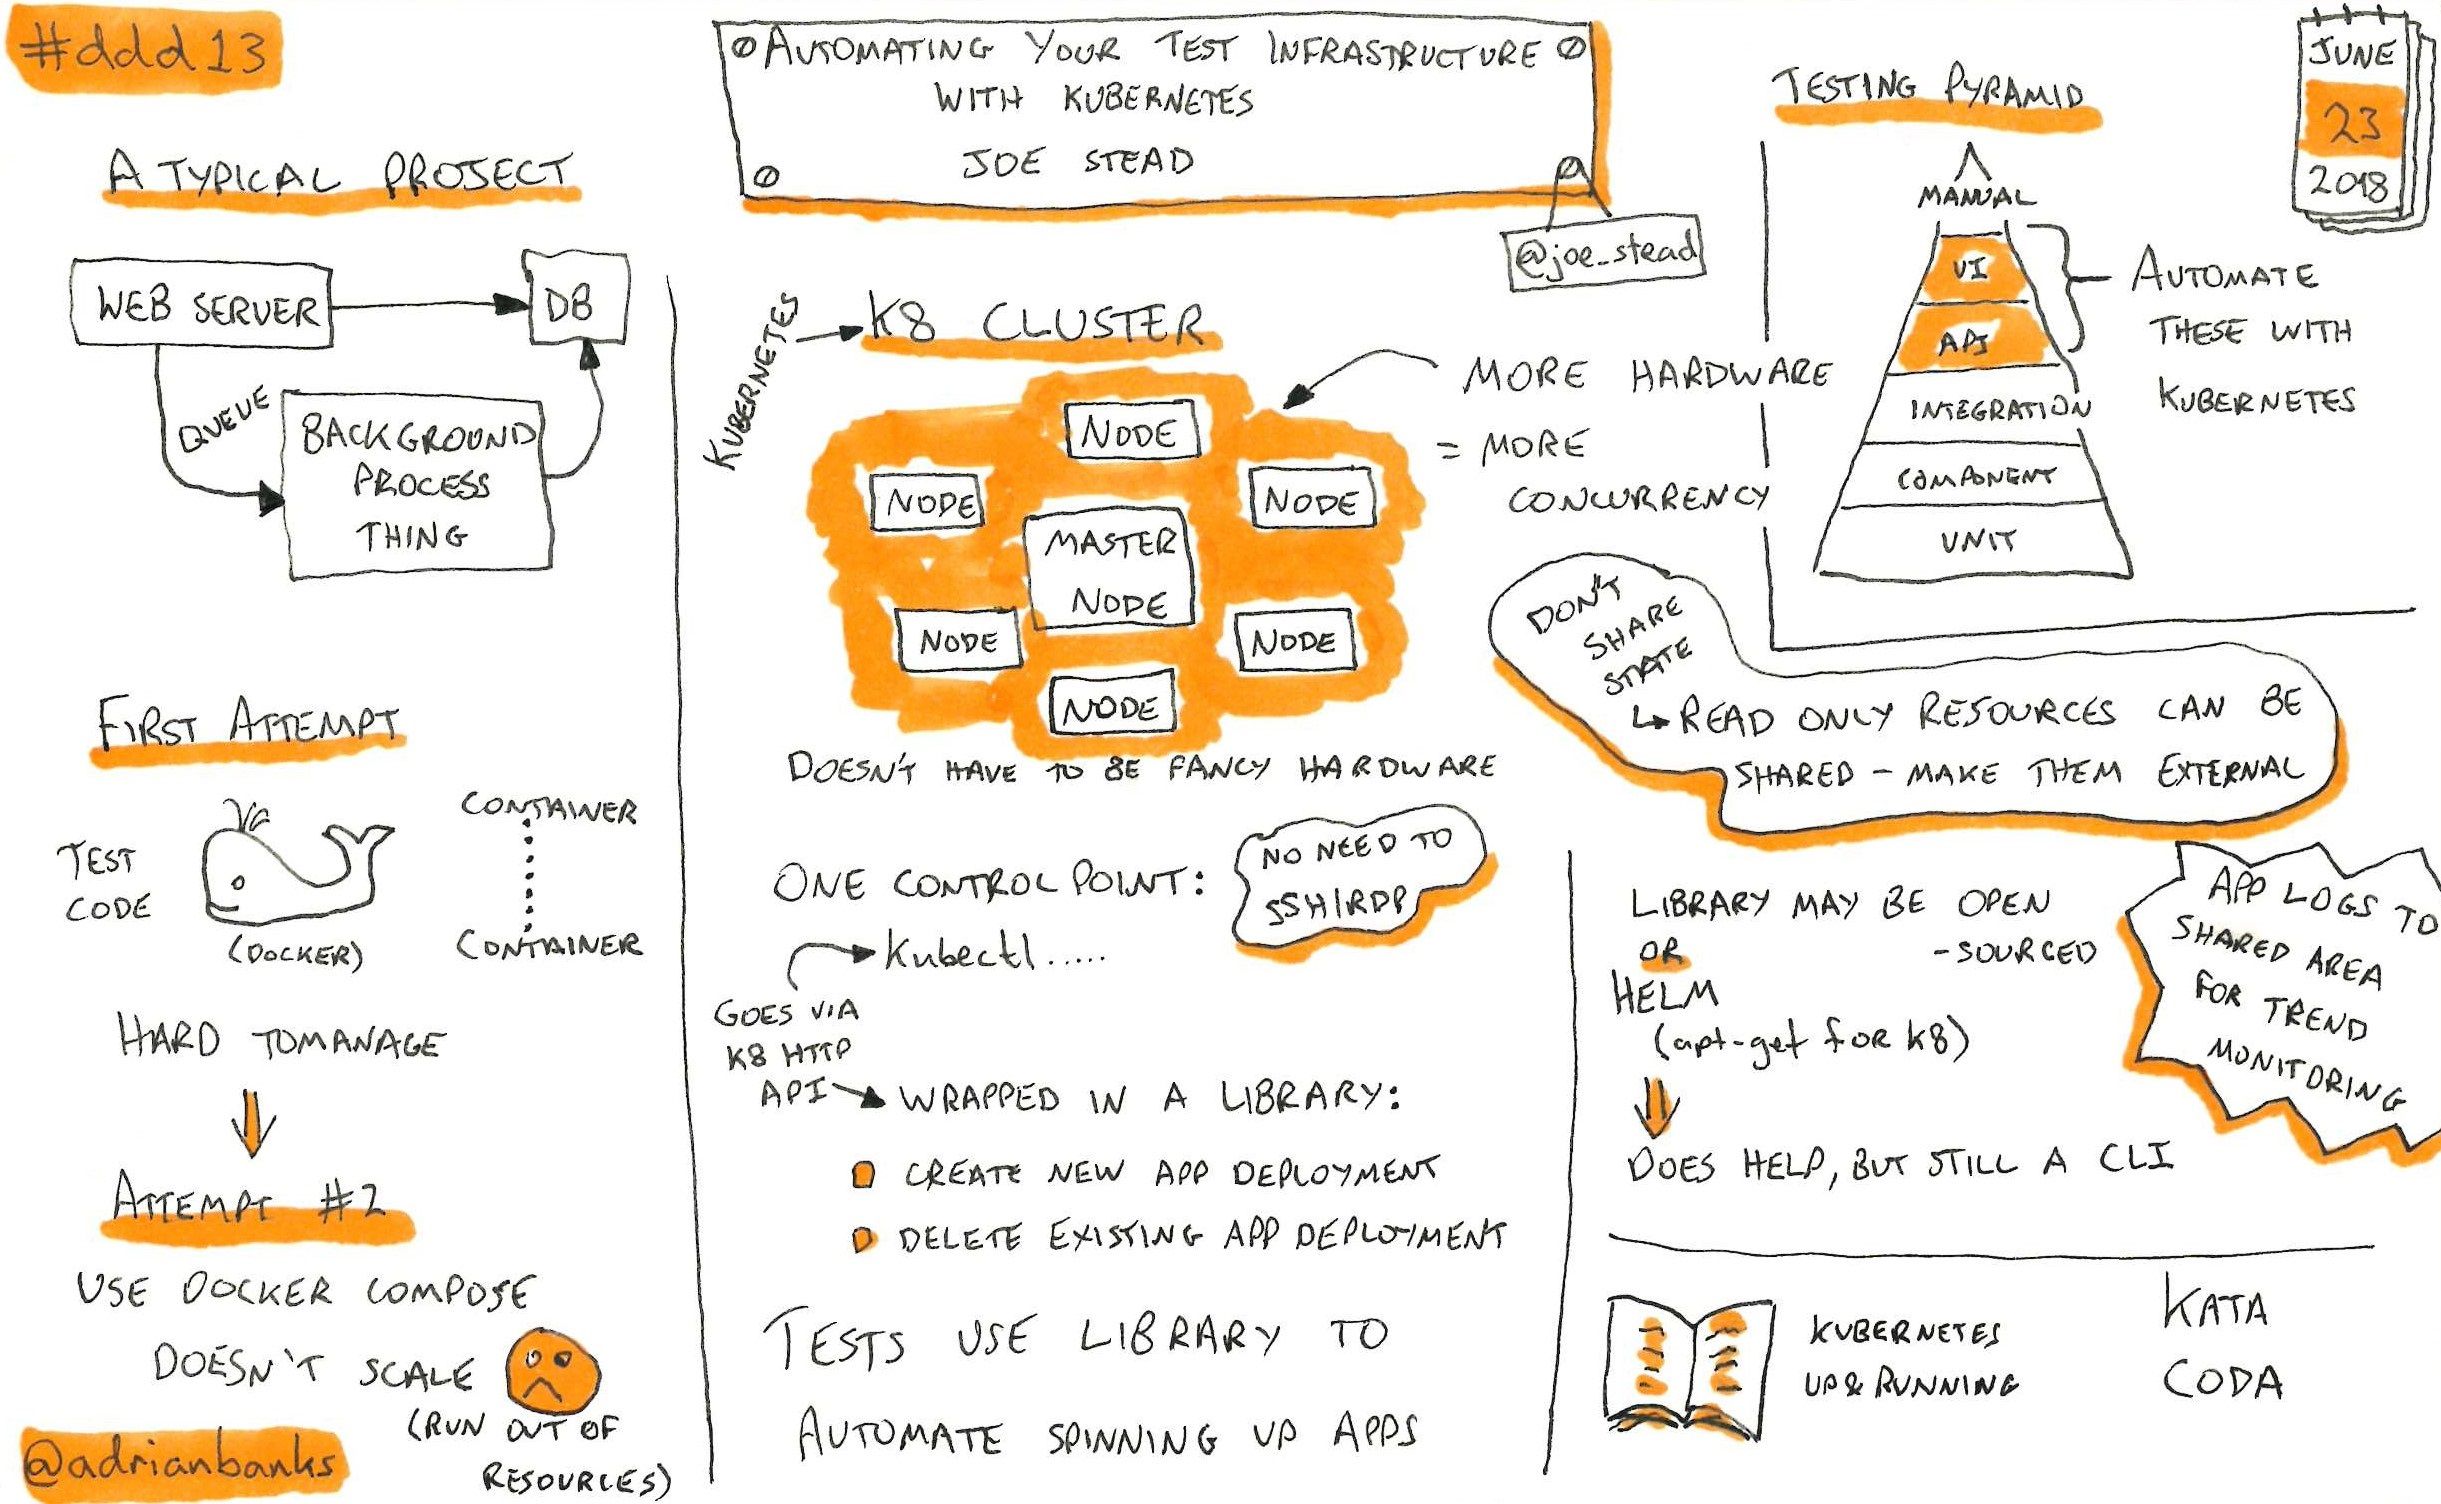 #ddd13
AUTOMATING YOUR TEST INFRASTRUCTURE
WITH KUBERNETES
JOE STEAD
@joe_stead
JUNE
23
2018
A TYPICAL PROJECT
WEB SERVER
DB
QUEUE
BACKGROUND
PROCESS
THING
FIRST ATTEMPT
TEST
CODE
(DOCKER)
CONTAINER
CONTAINER
HARD TO MANAGE
ATTEMPT #2
USE DOCKER COMPOSE
DOESN'T SCALE
(RUN OUT OF
RESOURCES)
@adrianbanks
KUBERNETES
K8 CLUSTER
NODE
NODE
NODE
MASTER
NODE
NODE
NODE
NODE
MORE HARDWARE
= MORE
CONCURRENCY
DOESN'T HAVE TO BE FANCY HARDWARE
ONE CONTROL POINT:
NO NEED TO
SSH/RDP
Kubectl.....
GOES VIA
K8 HTTP
API
WRAPPED IN A LIBRARY:
CREATE NEW APP DEPLOYMENT
DELETE EXISTING APP DEPLOYMENT
TESTS USE LIBRARY TO
AUTOMATE SPINNING UP APPS
TESTING PYRAMID
MANUAL
UI
API
INTEGRATION
COMPONENT
UNIT
AUTOMATE
THESE WITH
KUBERNETES
DON'T
SHARE
STATE
READ ONLY RESOURCES CAN BE
SHARED - MAKE THEM EXTERNAL
LIBRARY MAY BE OPEN
-SOURCED
OR
HELM
(apt-get for K8)
DOES HELP, BUT STILL A CLI
APP LOGS TO
SHARED AREA
FOR TREND
MONITORING
KUBERNETES
UP & RUNNING
KATA
CODA